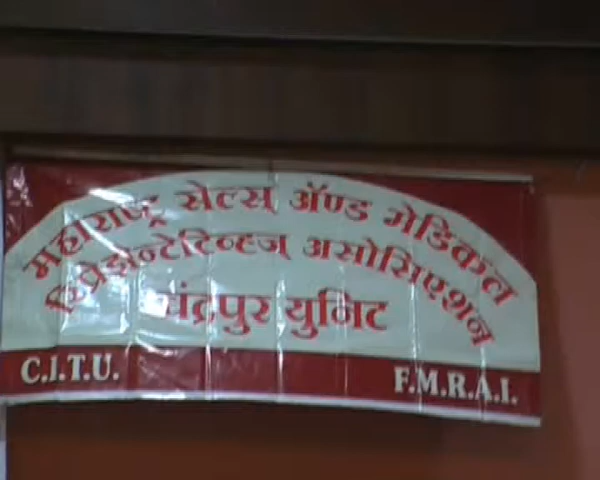 महाराष्ट्र सेल्स अ‍ॅण्ड मेडिकल
रिप्रेझेन्टेटिव्हज् असोसिएशन
चंद्रपुर युनिट
C.I.T.U.
F.M.R.A.I.